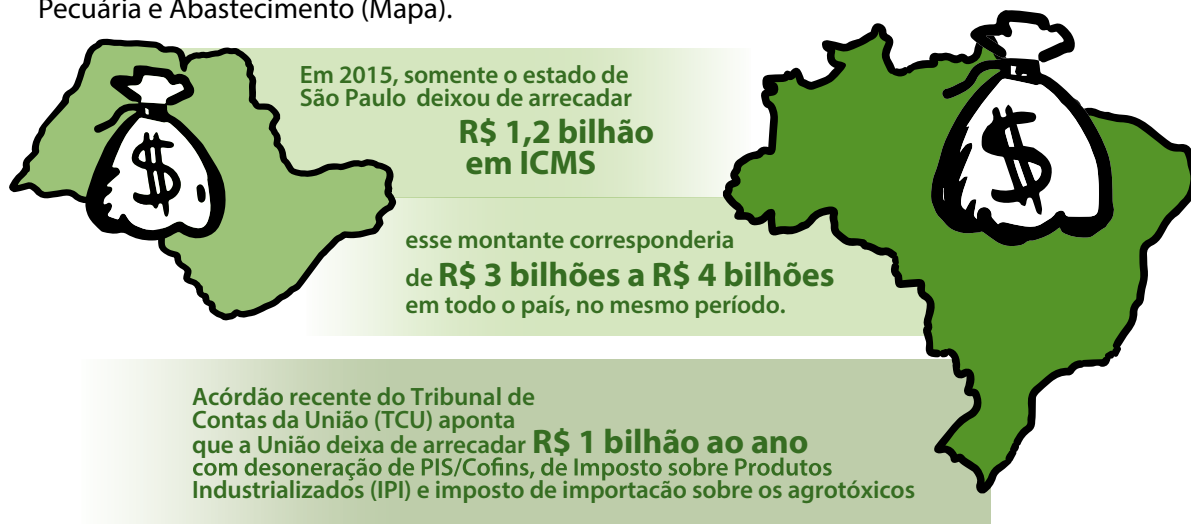 Pecuária e Abastecimento (Mapa).
Em 2015, somente o estado de
São Paulo deixou de arrecadar
R$ 1,2 bilhão
em ICMS
esse montante corresponderia
de R$ 3 bilhões a R$ 4 bilhões
em todo o país, no mesmo período.
Acórdão recente do Tribunal de
Contas da União (TCU) aponta
que a União deixa de arrecadar R$ 1 bilhão ao ano
com desoneração de PIS/Cofins, de Imposto sobre Produtos
Industrializados (IPI) e imposto de importacão sobre os agrotóxicos
$
$